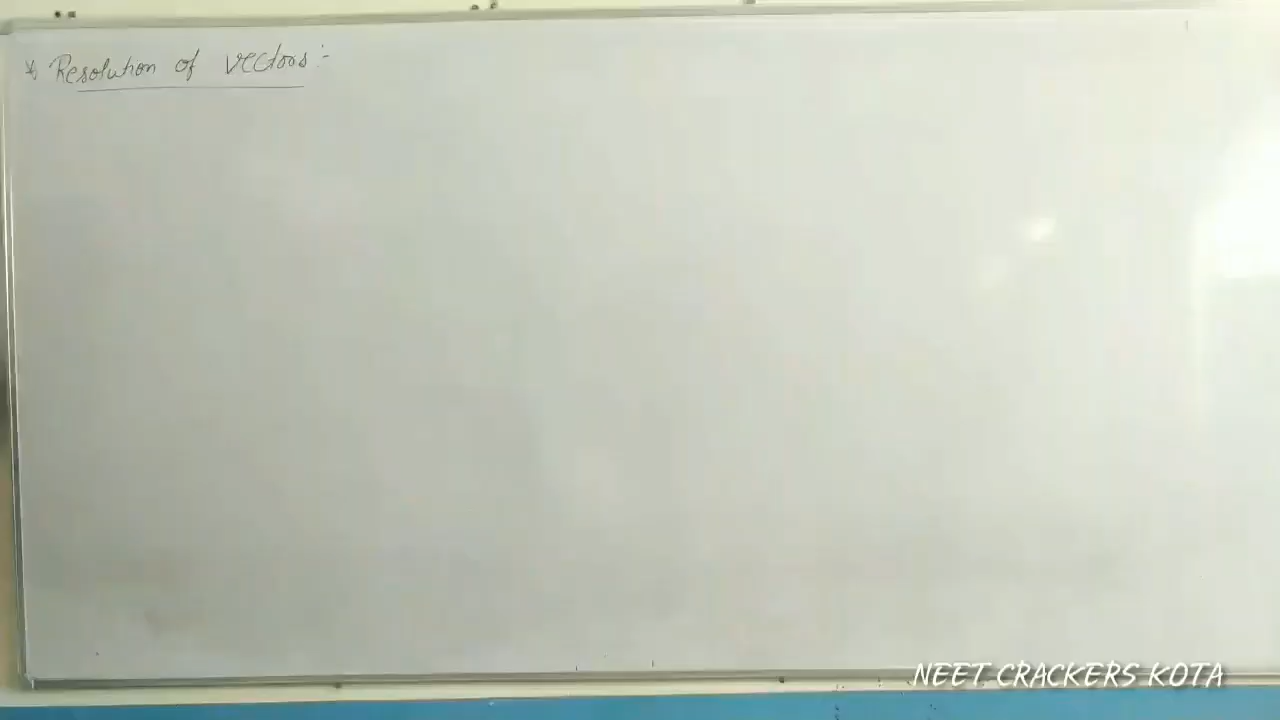 * Resolution of vectors :-
NEET CRACKERS KOTA